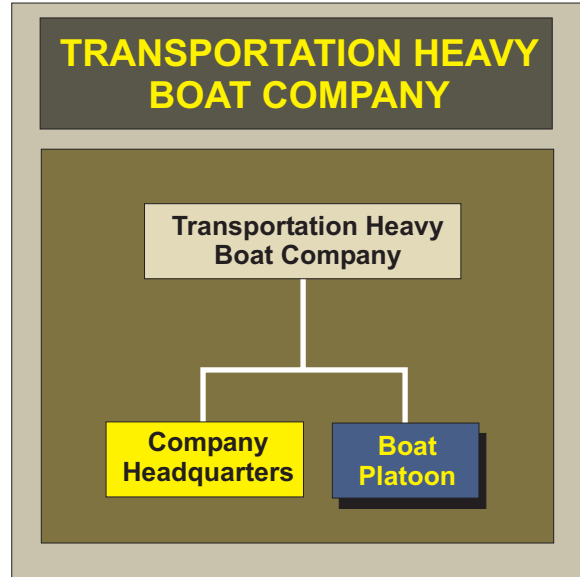 TRANSPORTATION HEAVY
BOAT COMPANY
Transportation Heavy
Boat Company
Company
Headquarters
Boat
Platoon